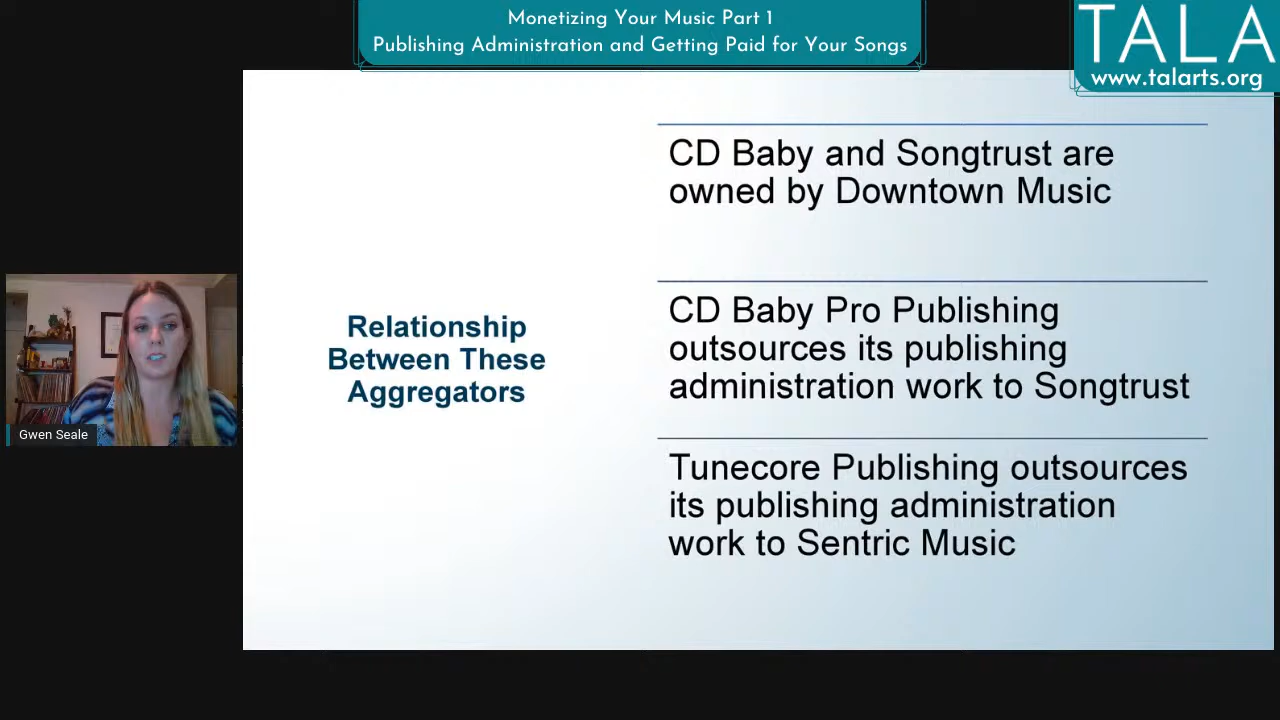 Monetizing Your Music Part 1
Publishing Administration and Getting Paid for Your Songs
TALA
www.talarts.org
CD Baby and Songtrust are
owned by Downtown Music
Relationship
Between These
Aggregators
CD Baby Pro Publishing
outsources its publishing
administration work to Songtrust
Tunecore Publishing outsources
its publishing administration
work to Sentric Music
Gwen Seale